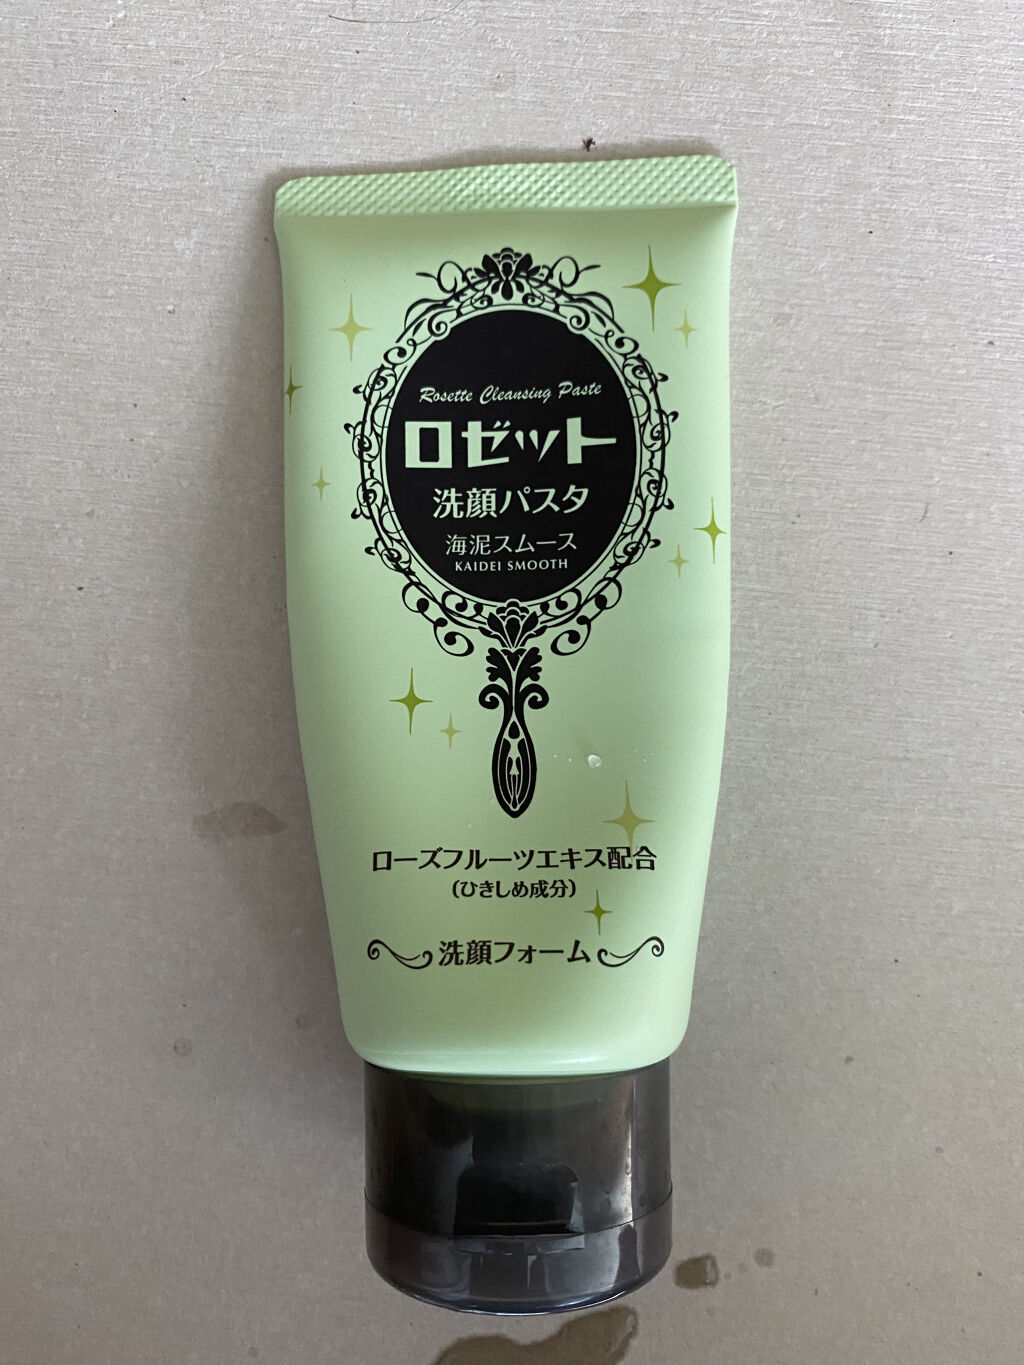 Rosette Cleansing Paste
ロゼット
洗顔パスタ
海泥スムース
KAIDEI SMOOTH
ローズフルーツエキス配合
(ひきしめ成分)
洗顔フォーム